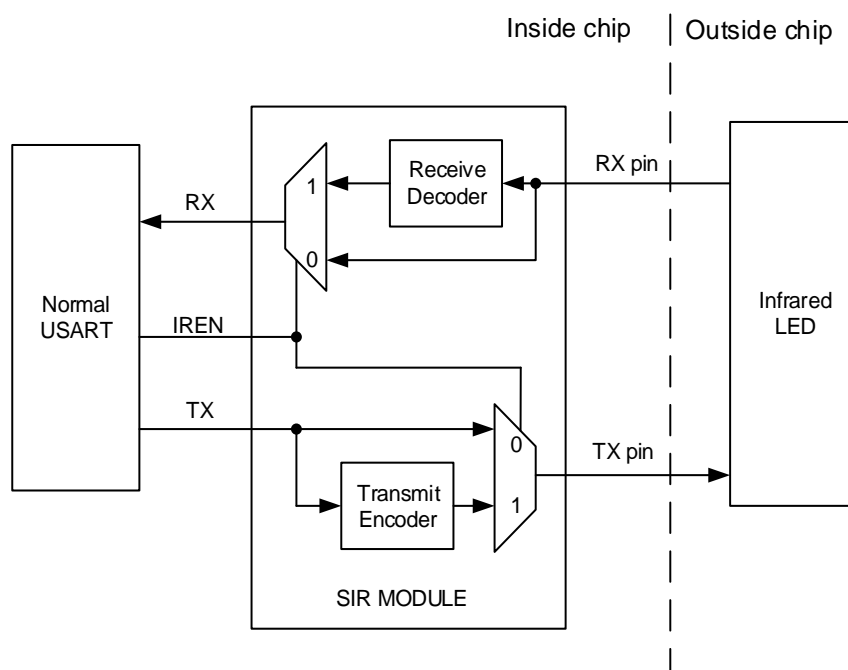 Inside chip
Outside chip
Receive
Decoder
1
0
RX pin
RX
Normal
USART
IREN
Infrared
LED
TX
0
1
TX pin
Transmit
Encoder
SIR MODULE